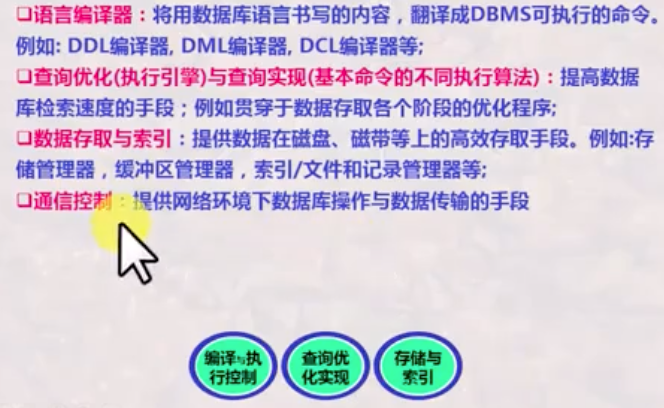 ❑语言编译器：将用数据库语言书写的内容，翻译成DBMS可执行的命令。
例如: DDL编译器, DML编译器, DCL编译器等;
❑查询优化(执行引擎)与查询实现(基本命令的不同执行算法)：提高数据
库检索速度的手段；例如贯穿于数据存取各个阶段的优化程序;
❑数据存取与索引：提供数据在磁盘、磁带等上的高效存取手段。例如:存
储管理器，缓冲区管理器，索引/文件和记录管理器等;
❑通信控制：提供网络环境下数据库操作与数据传输的手段
编译与执
行控制
查询优
化实现
存储与
索引